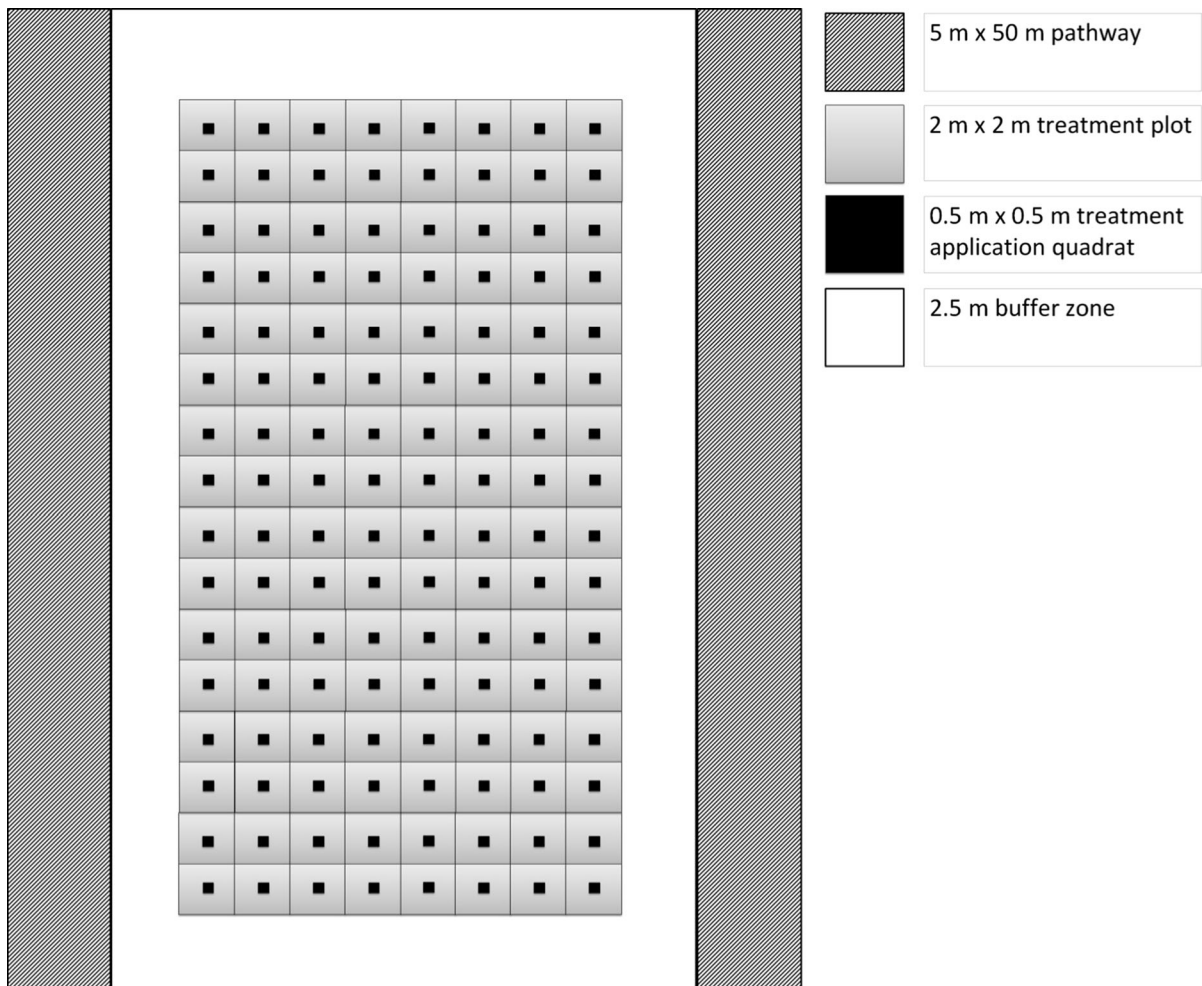 5 m x 50 m pathway
2 m x 2 m treatment plot
0.5 m x 0.5 m treatment
application quadrat
2.5 m buffer zone